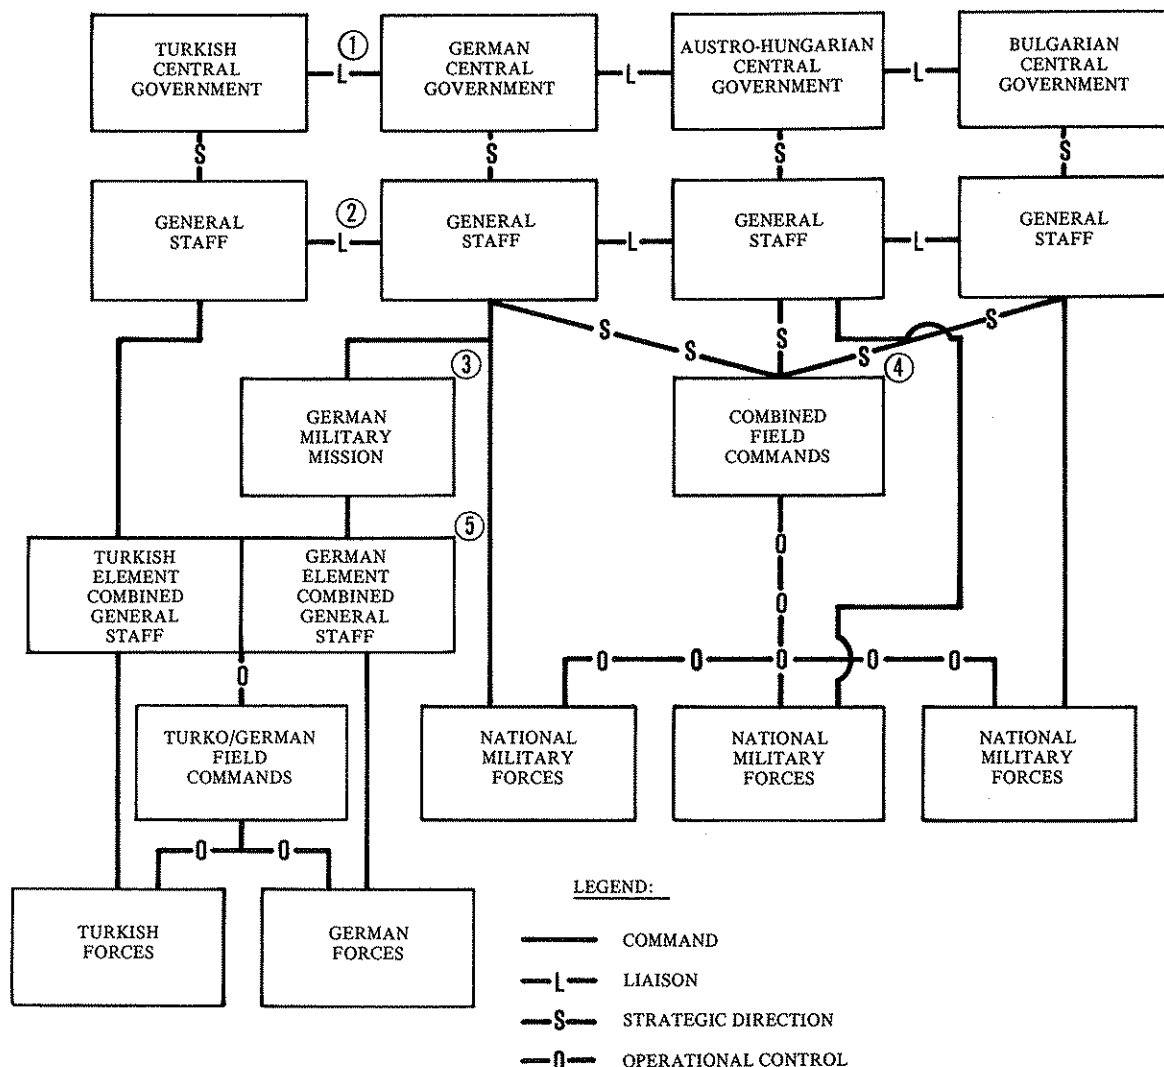 TURKISH
CENTRAL
GOVERNMENT
①
L
GERMAN
CENTRAL
GOVERNMENT
L
AUSTRO-HUNGARIAN
CENTRAL
GOVERNMENT
L
BULGARIAN
CENTRAL
GOVERNMENT
S
S
S
S
GENERAL
STAFF
②
L
GENERAL
STAFF
L
GENERAL
STAFF
L
GENERAL
STAFF
S
S
S
S
S
③
④
GERMAN
MILITARY
MISSION
COMBINED
FIELD
COMMANDS
⑤
TURKISH
ELEMENT
COMBINED
GENERAL
STAFF
GERMAN
ELEMENT
COMBINED
GENERAL
STAFF
O
O
O
O
O
O
O
O
TURKO/GERMAN
FIELD
COMMANDS
NATIONAL
MILITARY
FORCES
NATIONAL
MILITARY
FORCES
NATIONAL
MILITARY
FORCES
O
O
TURKISH
FORCES
GERMAN
FORCES
LEGEND:
COMMAND
L LIAISON
S STRATEGIC DIRECTION
O OPERATIONAL CONTROL